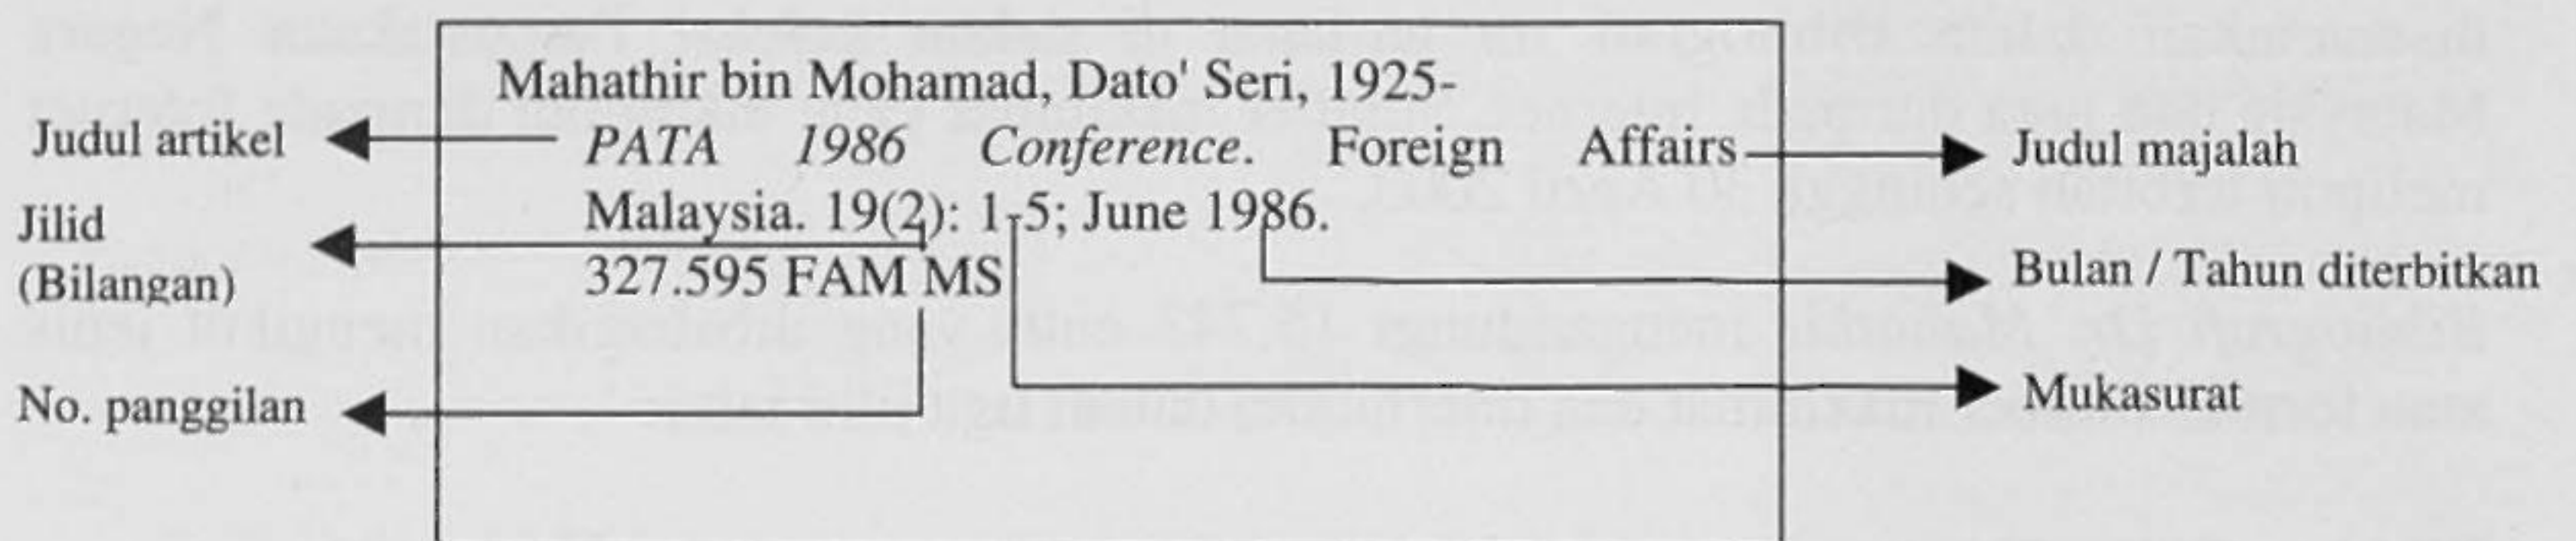 Mahathir bin Mohamad, Dato' Seri, 1925-
Judul artikel
PATA 1986 Conference. Foreign Affairs
Judul majalah
Malaysia. 19(2): 1-5; June 1986.
Jilid
(Bilangan)
327.595 FAM MS
Bulan / Tahun diterbitkan
No. panggilan
Mukasurat